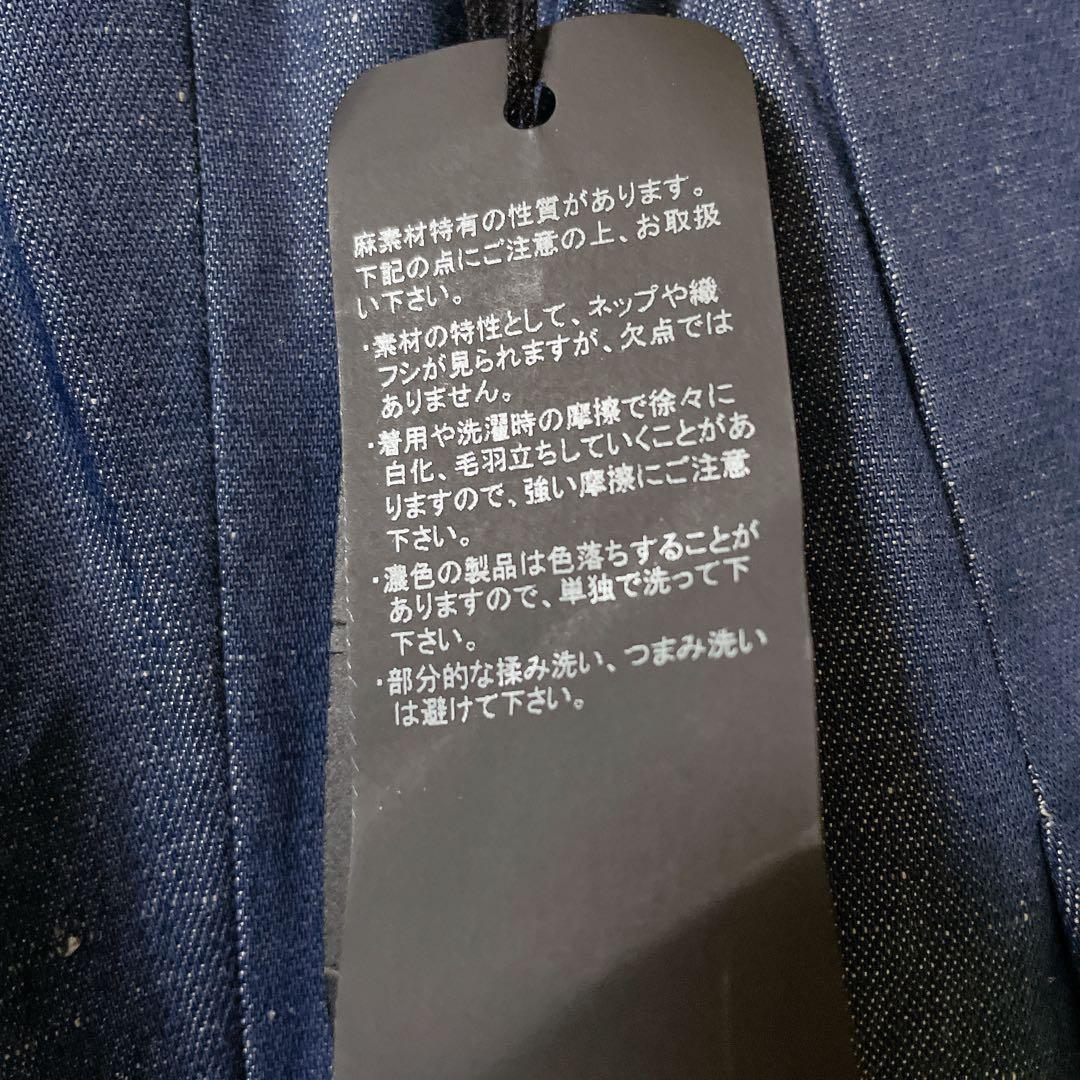 麻素材特有の性質があります。
下記の点にご注意の上、お取扱
い下さい。
・素材の特性として、ネップや織
フシが見られますが、欠点では
ありません。
・着用や洗濯時の摩擦で徐々に
白化、毛羽立ちしていくことがあ
りますので、強い摩擦にご注意
下さい。
・濃色の製品は色落ちすることが
ありますので、単独で洗って下
下さい。
・部分的な揉み洗い、つまみ洗い
は避けて下さい。